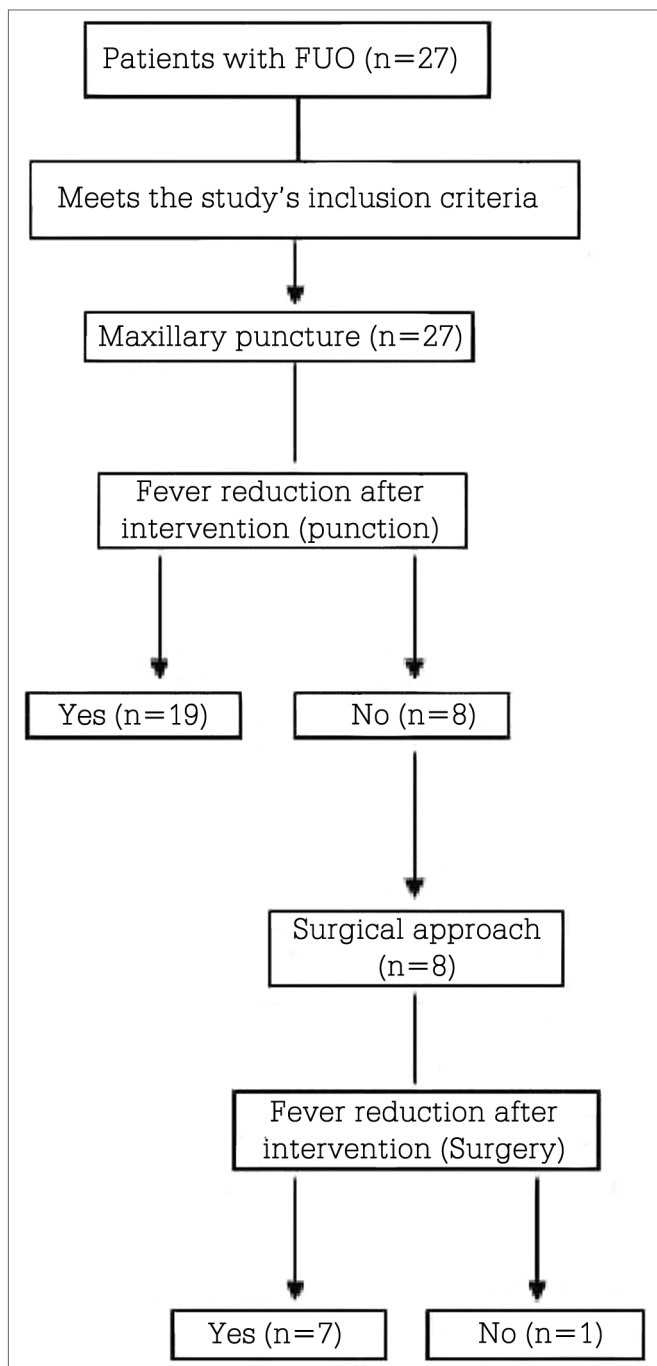 Patients with FUO (n=27)
Meets the study's inclusion criteria
Maxillary puncture (n=27)
Fever reduction after
intervention (punction)
Yes (n=19)
No (n=8)
Surgical approach
(n=8)
Fever reduction after
intervention (Surgery)
Yes (n=7)
No (n=1)